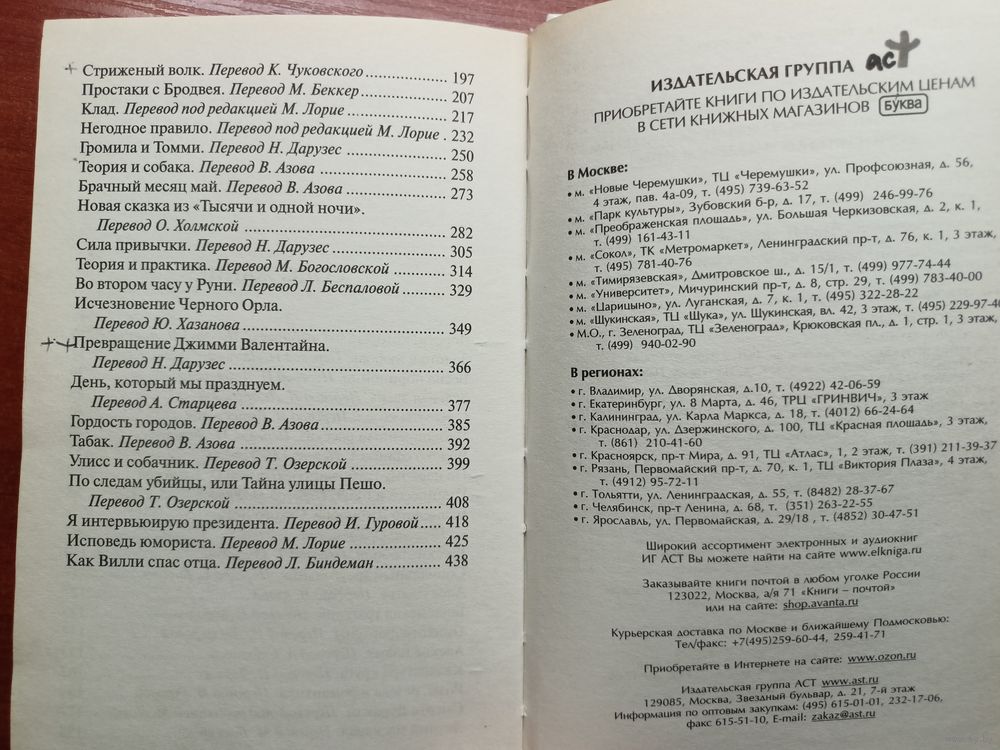 Стриженый волк. Перевод К. Чуковского 197
Простаки с Бродвея. Перевод М. Беккер 207
Клад. Перевод под редакцией М. Лорие 217
Негодное правило. Перевод под редакцией М. Лорие . 232
Громила и Томми. Перевод Н. Дарузес 250
Теория и собака. Перевод В. Азова 258
Брачный месяц май. Перевод В. Азова 273
Новая сказка из «Тысячи и одной ночи».
Перевод О. Холмской 282
Сила привычки. Перевод Н. Дарузес 305
Теория и практика. Перевод М. Богословской 314
Во втором часу у Руни. Перевод Л. Беспаловой 329
Исчезновение Черного Орла.
Перевод Ю. Хазанова 349
Превращение Джимми Валентайна.
Перевод Н. Дарузес 366
День, который мы празднуем.
Перевод А. Старцева 377
Гордость городов. Перевод В. Азова 385
Табак. Перевод В. Азова 392
Улисс и собачник. Перевод Т. Озерской 399
По следам убийцы, или Тайна улицы Пешо.
Перевод Т. Озерской 408
Я интервьюирую президента. Перевод И. Гуровой 418
Исповедь юмориста. Перевод М. Лорие 425
Как Вилли спас отца. Перевод Л. Биндеман 438
ИЗДАТЕЛЬСКАЯ ГРУППА аст
ПРИОБРЕТАЙТЕ КНИГИ ПО ИЗДАТЕЛЬСКИМ ЦЕНАМ
В СЕТИ КНИЖНЫХ МАГАЗИНОВ БУКВА
В Москве:
• м. «Новые Черемушки», ТЦ «Черемушки», ул. Профсоюзная, д. 56,
4 этаж, пав. 4а-09, т. (495) 739-63-52
• м. «Парк культуры», Зубовский б-р, д. 17, т. (499) 246-99-76
• м. «Преображенская площадь», ул. Большая Черкизовская, д. 2, к. 1,
т. (499) 161-43-11
• м. «Сокол», ТК «Метромаркет», Ленинградский пр-т, д. 76, к. 1, 3 этаж,
т. (495) 781-40-76
• м. «Тимирязевская», Дмитровское ш., д. 15/1, т. (499) 977-74-44
• м. «Университет», Мичуринский пр-т, д. 8, стр. 29, т. (499) 783-40-00
• м. «Царицыно», ул. Луганская, д. 7, к. 1, т. (495) 322-28-22
• м. «Щукинская», ТЦ «Щука», ул. Щукинская, вл. 42, 3 этаж, т. (495) 229-97-40
• М.О., г. Зеленоград, ТЦ «Зеленоград», Крюковская пл., д. 1, стр. 1, 3 этаж,
т. (499) 940-02-90
В регионах:
• г. Владимир, ул. Дворянская, д.10, т. (4922) 42-06-59
• г. Екатеринбург, ул. 8 Марта, д. 46, ТРЦ «ГРИНВИЧ», 3 этаж
• г. Калининград, ул. Карла Маркса, д. 18, т. (4012) 66-24-64
• г. Краснодар, ул. Дзержинского, д. 100, ТЦ «Красная площадь», 3 этаж,
т. (861) 210-41-60
• г. Красноярск, пр-т Мира, д. 91, ТЦ «Атлас», 1, 2 этаж, т. (391) 211-39-37
• г. Рязань, Первомайский пр-т, д. 70, к. 1, ТЦ «Виктория Плаза», 4 этаж,
т. (4912) 95-72-11
• г. Тольятти, ул. Ленинградская, д. 55, т. (8482) 28-37-67
• г. Челябинск, пр-т Ленина, д. 68, т. (351) 263-22-55
• г. Ярославль, ул. Первомайская, д. 29/18 , т. (4852) 30-47-51
Широкий ассортимент электронных и аудиокниг
ИГ АСТ Вы можете найти на сайте www.elkniga.ru
Заказывайте книги почтой в любом уголке России
123022, Москва, а/я 71 «Книги – почтой»
или на сайте: shop.avanta.ru
Курьерская доставка по Москве и ближайшему Подмосковью:
Тел/факс: +7(495)259-60-44, 259-41-71
Приобретайте в Интернете на сайте: www.ozon.ru
Издательская группа АСТ www.ast.ru
129085, Москва, Звездный бульвар, д. 21, 7-й этаж
Информация по оптовым закупкам: (495) 615-01-01, 232-17-06,
факс 615-51-10, E-mail: zakaz@ast.ru